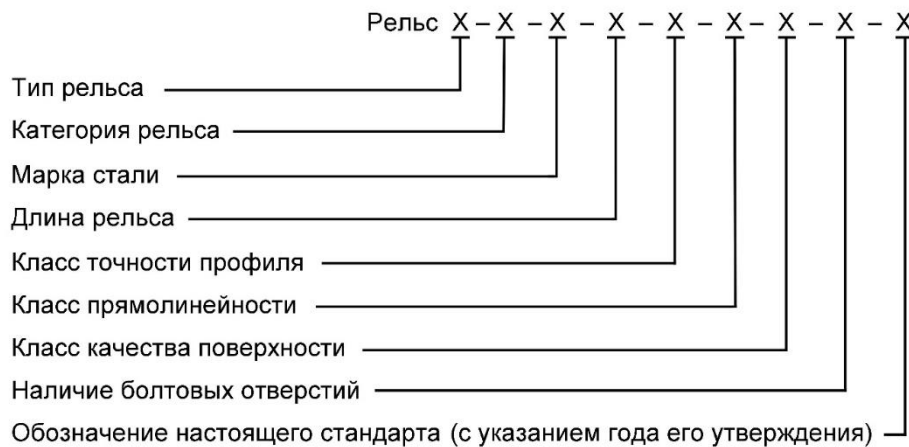 Рельс Х – Х – Х – Х – Х – Х – Х – Х – Х
Тип рельса
Категория рельса
Марка стали
Длина рельса
Класс точности профиля
Класс прямолинейности
Класс качества поверхности
Наличие болтовых отверстий
Обозначение настоящего стандарта (с указанием года его утверждения)